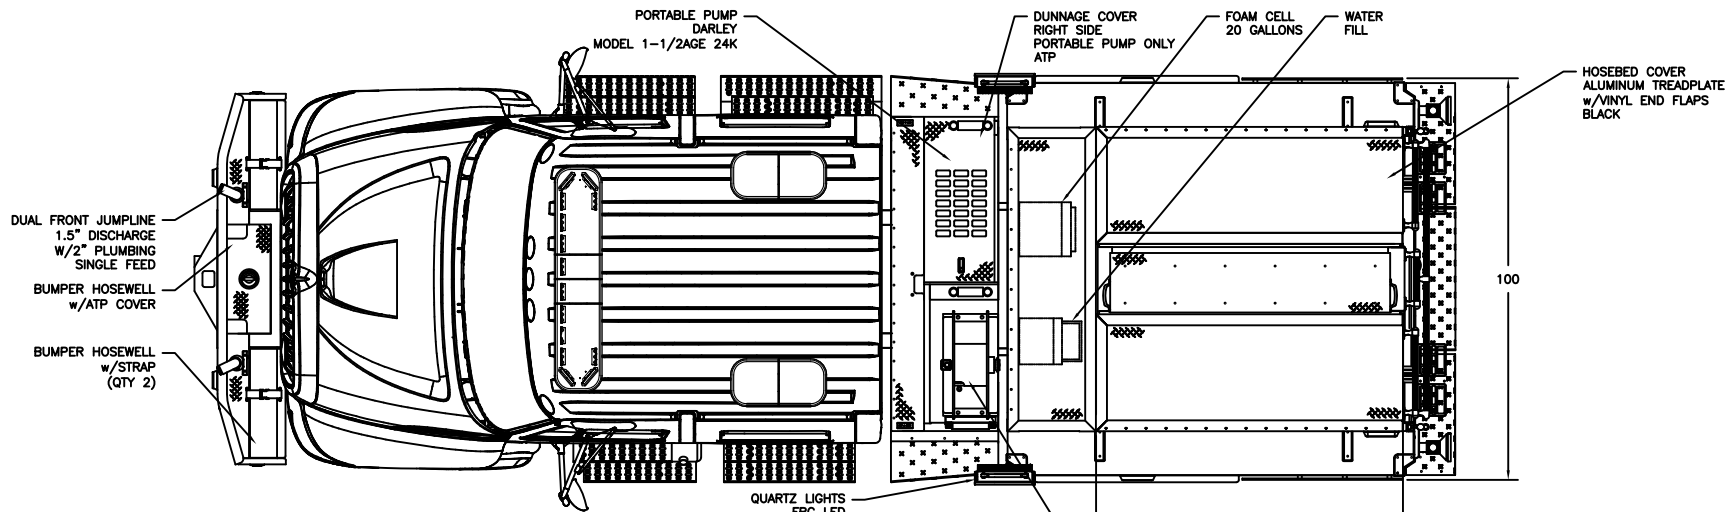 PORTABLE PUMP
DARLEY
MODEL 1-1/2AGE 24K
DUNNAGE COVER
RIGHT SIDE
PORTABLE PUMP ONLY
ATP
FOAM CELL
20 GALLONS
WATER
FILL
HOSEBED COVER
ALUMINUM TREADPLATE
w/VINYL END FLAPS
BLACK
DUAL FRONT JUMPLINE
1.5" DISCHARGE
W/2" PLUMBING
SINGLE FEED
BUMPER HOSEWELL
w/ATP COVER
BUMPER HOSEWELL
w/STRAP
(QTY 2)
100
QUARTZ LIGHTS
FRC LED